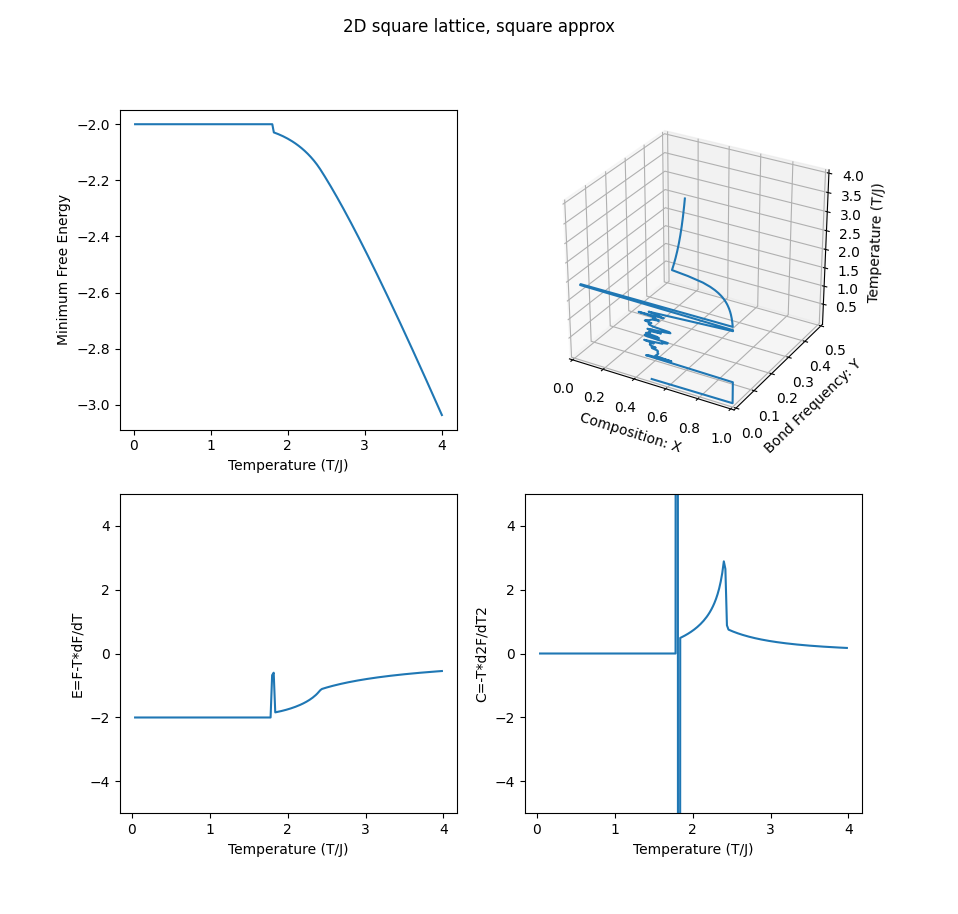 2D square lattice, square approx
−2.0
−2.2
−2.4
−2.6
−2.8
−3.0
Minimum Free Energy
0 1 2 3 4
Temperature (T/J)
4.0
3.5
3.0
2.5
2.0
1.5
1.0
0.5
Temperature (T/J)
0.0 0.2 0.4 0.6 0.8 1.0
Composition: X
0.0 0.1 0.2 0.3 0.4 0.5
Bond Frequency: Y
4
2
0
−2
−4
E=F-T*dF/dT
0 1 2 3 4
Temperature (T/J)
4
2
0
−2
−4
C=-T*d2F/dT2
0 1 2 3 4
Temperature (T/J)